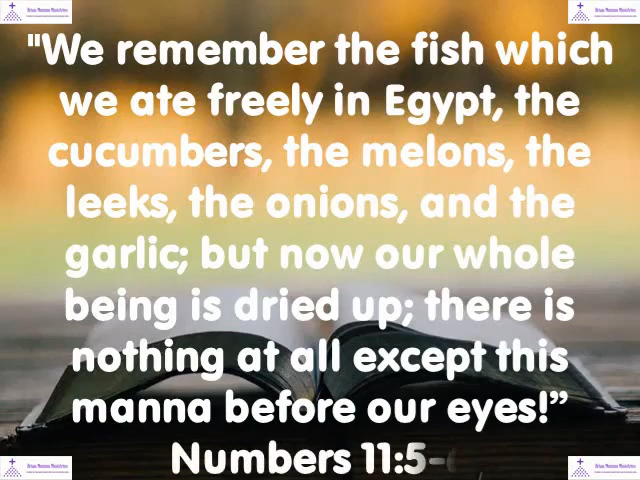 "We remember the fish which
we ate freely in Egypt, the
cucumbers, the melons, the
leeks, the onions, and the
garlic; but now our whole
being is dried up; there is
nothing at all except this
manna before our eyes!”
Numbers 11:5-